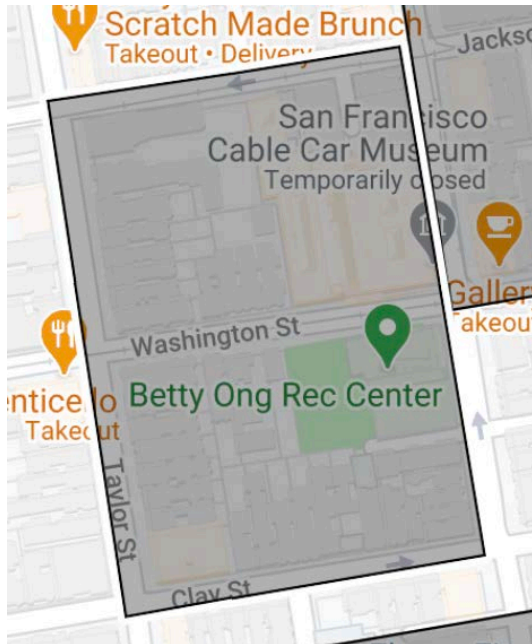 Scratch Made Brunch
Takeout • Delivery
Jackso
San Francisco
Cable Car Museum
Temporarily closed
Galler
Takeou
Washington St
Betty Ong Rec Center
Takeout
Taylor St
Clay St